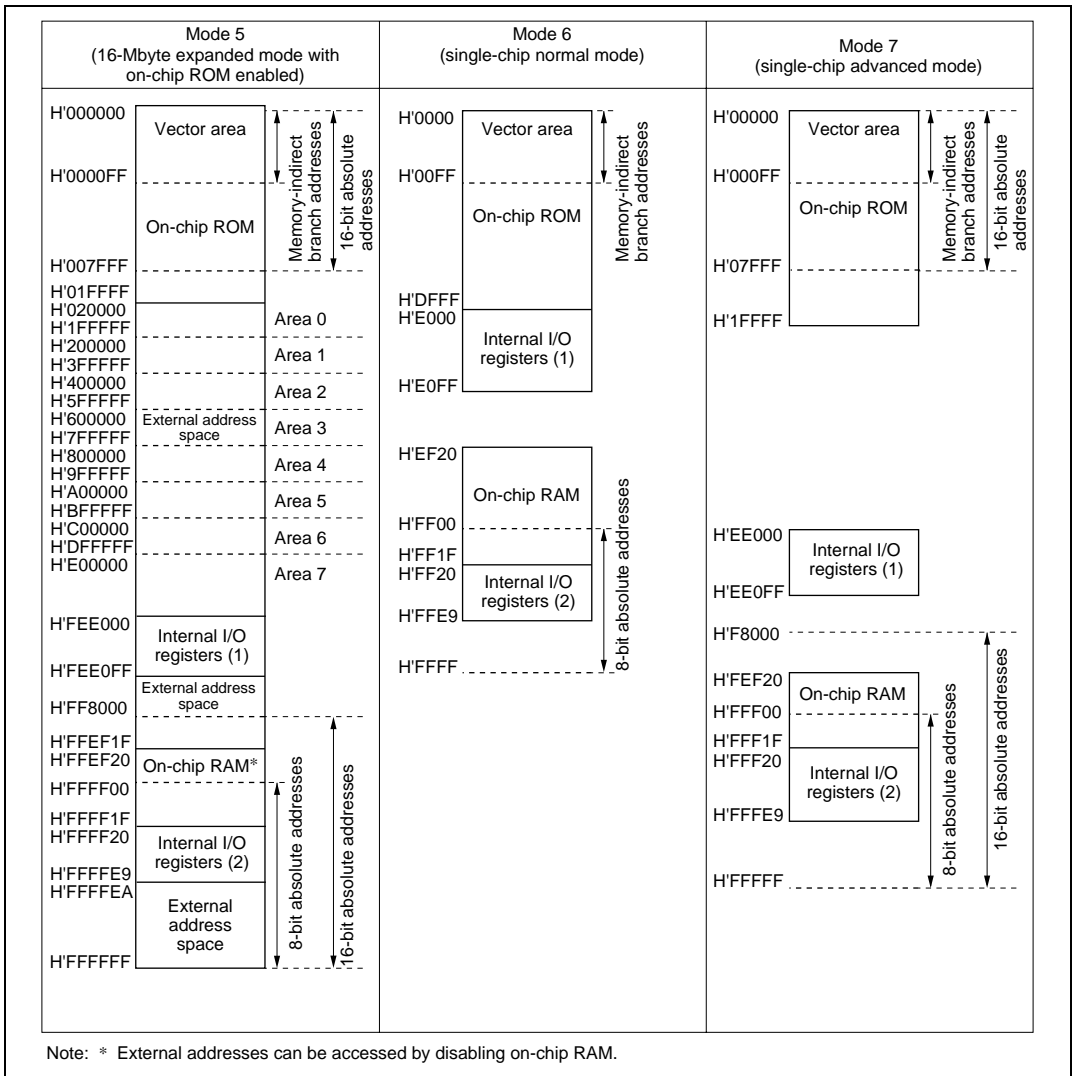 Mode 5
(16-Mbyte expanded mode with
on-chip ROM enabled)
H'000000
Vector area
H'0000FF
On-chip ROM
H'007FFF
H'01FFFF
H'020000
H'1FFFFF
H'200000
H'3FFFFF
H'400000
H'5FFFFF
H'600000
H'7FFFFF
H'800000
H'9FFFFF
H'A00000
H'BFFFFF
H'C00000
H'DFFFFF
H'E00000
External address
space
Area 0
Area 1
Area 2
Area 3
Area 4
Area 5
Area 6
Area 7
Memory-indirect
branch addresses
16-bit absolute
addresses
H'FEE000
Internal I/O
registers (1)
H'FEE0FF
External address
space
H'FF8000
H'FFEF1F
H'FFEF20
On-chip RAM*
H'FFFF00
H'FFFF1F
H'FFFF20
Internal I/O
registers (2)
H'FFFFE9
H'FFFFEA
External
address
space
H'FFFFFF
8-bit absolute addresses
16-bit absolute addresses
Mode 6
(single-chip normal mode)
H'0000
Vector area
H'00FF
On-chip ROM
Memory-indirect
branch addresses
H'DFFF
H'E000
Internal I/O
registers (1)
H'E0FF
H'EF20
On-chip RAM
H'FF00
H'FF1F
H'FF20
Internal I/O
registers (2)
H'FFE9
H'FFFF
8-bit absolute addresses
Mode 7
(single-chip advanced mode)
H'00000
Vector area
H'000FF
On-chip ROM
H'07FFF
H'1FFFF
Memory-indirect
branch addresses
16-bit absolute
addresses
H'EE000
Internal I/O
registers (1)
H'EE0FF
H'F8000
H'FEF20
On-chip RAM
H'FFF00
H'FFF1F
H'FFF20
Internal I/O
registers (2)
H'FFFE9
H'FFFFF
8-bit absolute addresses
16-bit absolute addresses
Note: * External addresses can be accessed by disabling on-chip RAM.